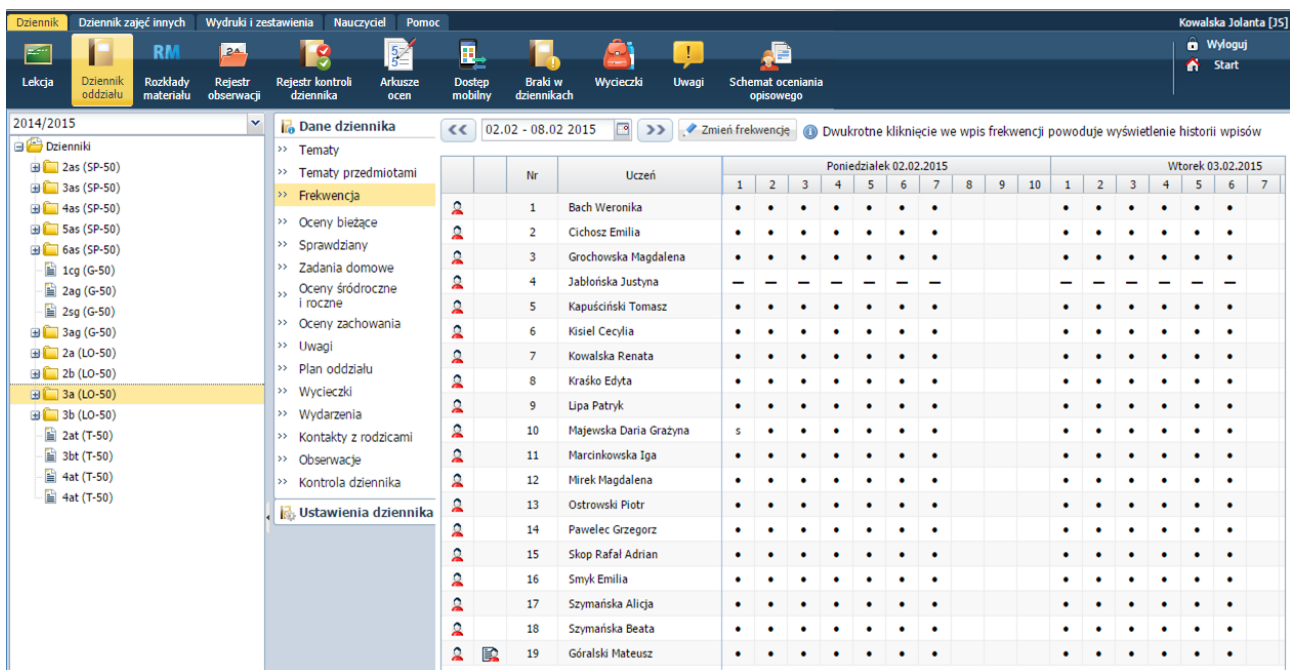 Dziennik Dziennik zajęć innych Wydruki i zestawienia Nauczyciel Pomoc Kowalska Jolanta [JS]
Lekcja
Dziennik oddziału
RM Rozkłady materiału
Rejestr obserwacji
Rejestr kontroli dziennika
Arkusze ocen
Dostęp mobilny
Braki w dziennikach
Wycieczki
Uwagi
Schemat oceniania opisowego
Wyloguj
Start
2014/2015
Dzienniki
2as (SP-50)
3as (SP-50)
4as (SP-50)
5as (SP-50)
6as (SP-50)
1cg (G-50)
2ag (G-50)
2sg (G-50)
3ag (G-50)
2a (LO-50)
2b (LO-50)
3a (LO-50)
3b (LO-50)
2at (T-50)
3bt (T-50)
4at (T-50)
4at (T-50)
Dane dziennika
>> Tematy
>> Tematy przedmiotami
>> Frekwencja
>> Oceny bieżące
>> Sprawdziany
>> Zadania domowe
>> Oceny śródroczne
i roczne
>> Oceny zachowania
>> Uwagi
>> Plan oddziału
>> Wycieczki
>> Wydarzenia
>> Kontakty z rodzicami
>> Obserwacje
>> Kontrola dziennika
Ustawienia dziennika
<< 02.02 - 08.02 2015 >> Zmień frekwencję Dwukrotne kliknięcie we wpis frekwencji powoduje wyświetlenie historii wpisów
Nr Uczeń Poniedziałek 02.02.2015 Wtorek 03.02.2015
1 2 3 4 5 6 7 8 9 10 1 2 3 4 5 6 7
1 Bach Weronika • • • • • • • • • • • • •
2 Cichosz Emilia • • • • • • • • • • • • •
3 Grochowska Magdalena • • • • • • • • • • • • •
4 Jabłońska Justyna — — — — — — — — — — — — —
5 Kapuściński Tomasz • • • • • • • • • • • • •
6 Kisiel Cecylia • • • • • • • • • • • • •
7 Kowalska Renata • • • • • • • • • • • • •
8 Kraśko Edyta • • • • • • • • • • • • •
9 Lipa Patryk • • • • • • • • • • • • •
10 Majewska Daria Grażyna s • • • • • • • • • • • •
11 Marcinkowska Iga • • • • • • • • • • • • •
12 Mirek Magdalena • • • • • • • • • • • • •
13 Ostrowski Piotr • • • • • • • • • • • • •
14 Pawelec Grzegorz • • • • • • • • • • • • •
15 Skop Rafał Adrian • • • • • • • • • • • • •
16 Smyk Emilia • • • • • • • • • • • • •
17 Szymańska Alicja • • • • • • • • • • • • •
18 Szymańska Beata • • • • • • • • • • • • •
19 Góralski Mateusz • • • • • • • • • • • • •